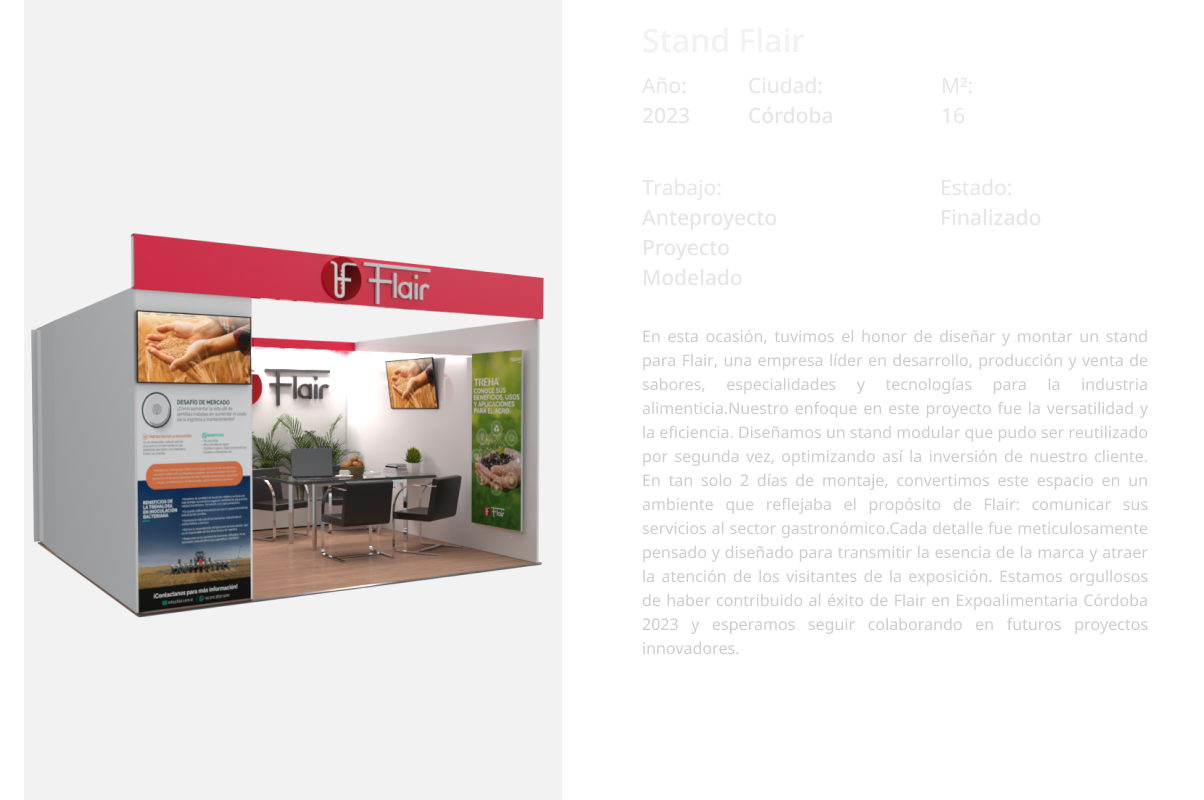 Flair
Flair
DESAFÍO DE MERCADO
BENEFICIOS DE
LA TREHALOSA
EN INOCULACIÓN
BACTERIANA
¡Contactanos para más información!
TREHA
CONOCE SUS
BENEFICIOS, USOS
Y APLICACIONES
PARA EL AGRO
Flair
Stand Flair
Año:
2023
Ciudad:
Córdoba
M²:
16
Trabajo:
Anteproyecto
Proyecto
Modelado
Estado:
Finalizado
En esta ocasión, tuvimos el honor de diseñar y montar un stand
para Flair, una empresa líder en desarrollo, producción y venta de
sabores, especialidades y tecnologías para la industria
alimenticia.Nuestro enfoque en este proyecto fue la versatilidad y
la eficiencia. Diseñamos un stand modular que pudo ser reutilizado
por segunda vez, optimizando así la inversión de nuestro cliente.
En tan solo 2 días de montaje, convertimos este espacio en un
ambiente que reflejaba el propósito de Flair: comunicar sus
servicios al sector gastronómico.Cada detalle fue meticulosamente
pensado y diseñado para transmitir la esencia de la marca y atraer
la atención de los visitantes de la exposición. Estamos orgullosos
de haber contribuido al éxito de Flair en Expoalimentaria Córdoba
2023 y esperamos seguir colaborando en futuros proyectos
innovadores.